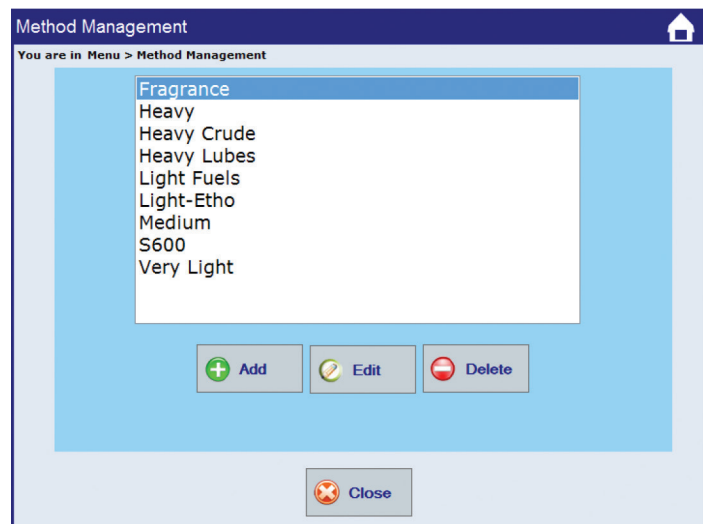 Method Management
You are in Menu > Method Management
Fragrance
Heavy
Heavy Crude
Heavy Lubes
Light Fuels
Light-Etho
Medium
S600
Very Light
Add Edit Delete
Close